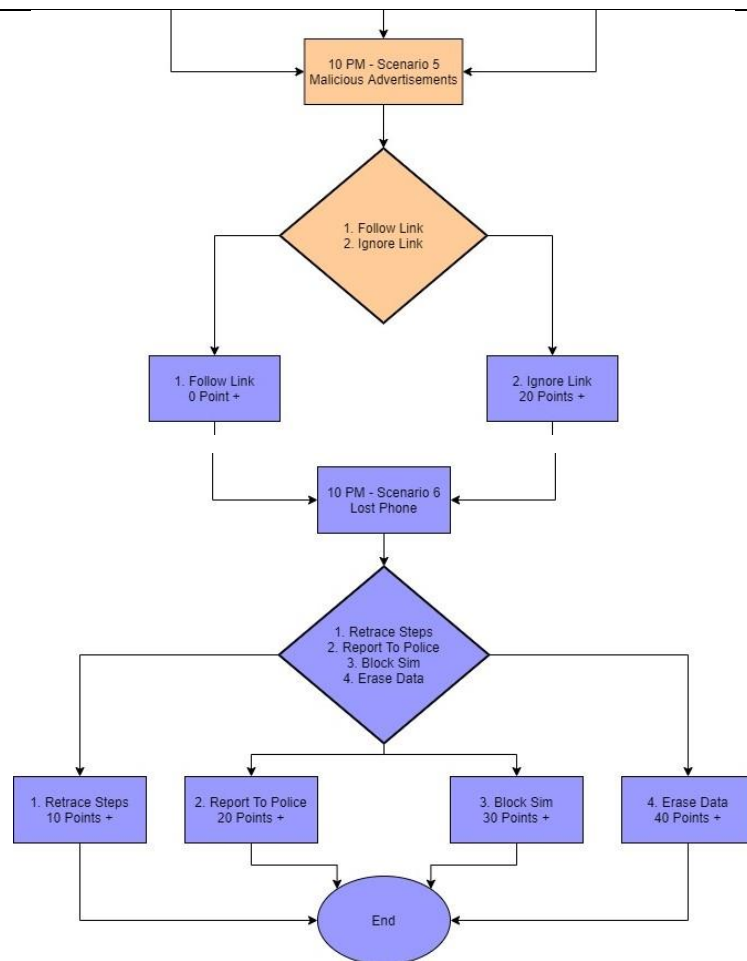 10 PM - Scenario 5
Malicious Advertisements
1. Follow Link
2. Ignore Link
1. Follow Link
0 Point +
2. Ignore Link
20 Points +
10 PM - Scenario 6
Lost Phone
1. Retrace Steps
2. Report To Police
3. Block Sim
4. Erase Data
1. Retrace Steps
10 Points +
2. Report To Police
20 Points +
3. Block Sim
30 Points +
4. Erase Data
40 Points +
End